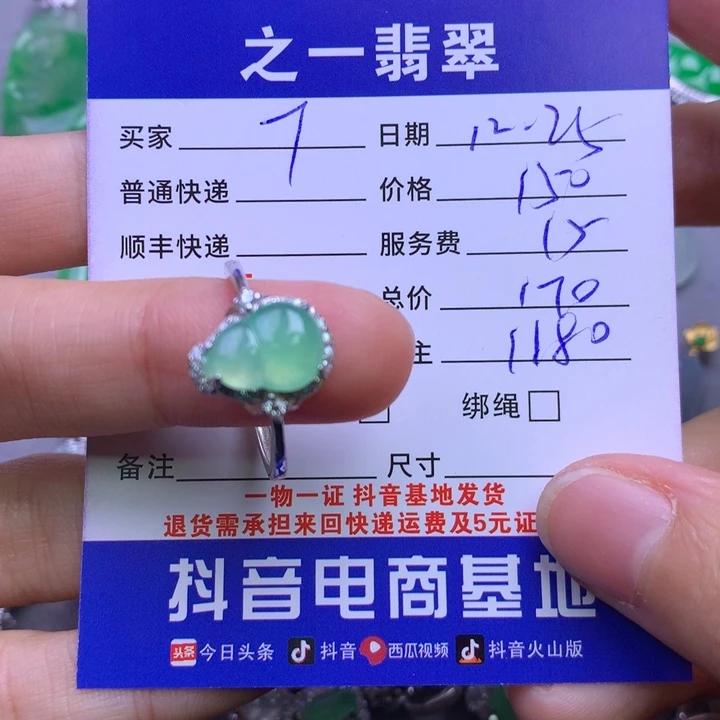 之一翡翠
买家 7 日期 12.25
普通快递 价格 150
顺丰快递 服务费 15
总价 170
主 1180
绑绳
备注 尺寸
一物一证 抖音基地发货
退货需承担来回快递运费及5元证
抖音电商基地
头条 今日头条 抖音 西瓜视频 抖音火山版